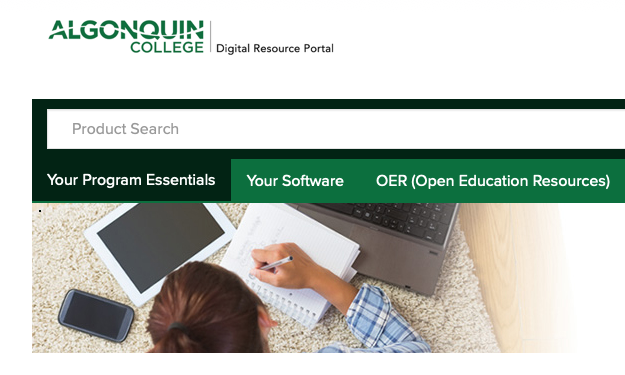 ALGONQUIN
COLLEGE
Digital Resource Portal
Product Search
Your Program Essentials
Your Software
OER (Open Education Resources)